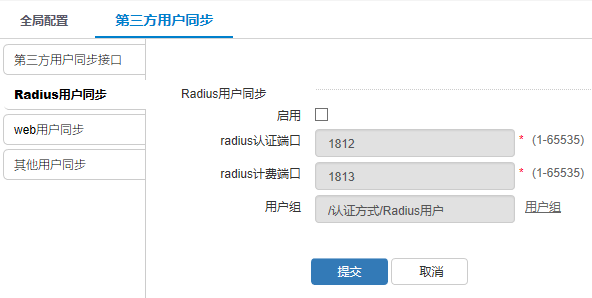 全局配置 第三方用户同步
第三方用户同步接口
Radius用户同步
web用户同步
其他用户同步
Radius用户同步
启用
radius认证端口 1812 * (1-65535)
radius计费端口 1813 * (1-65535)
用户组 /认证方式/Radius用户 用户组
提交 取消